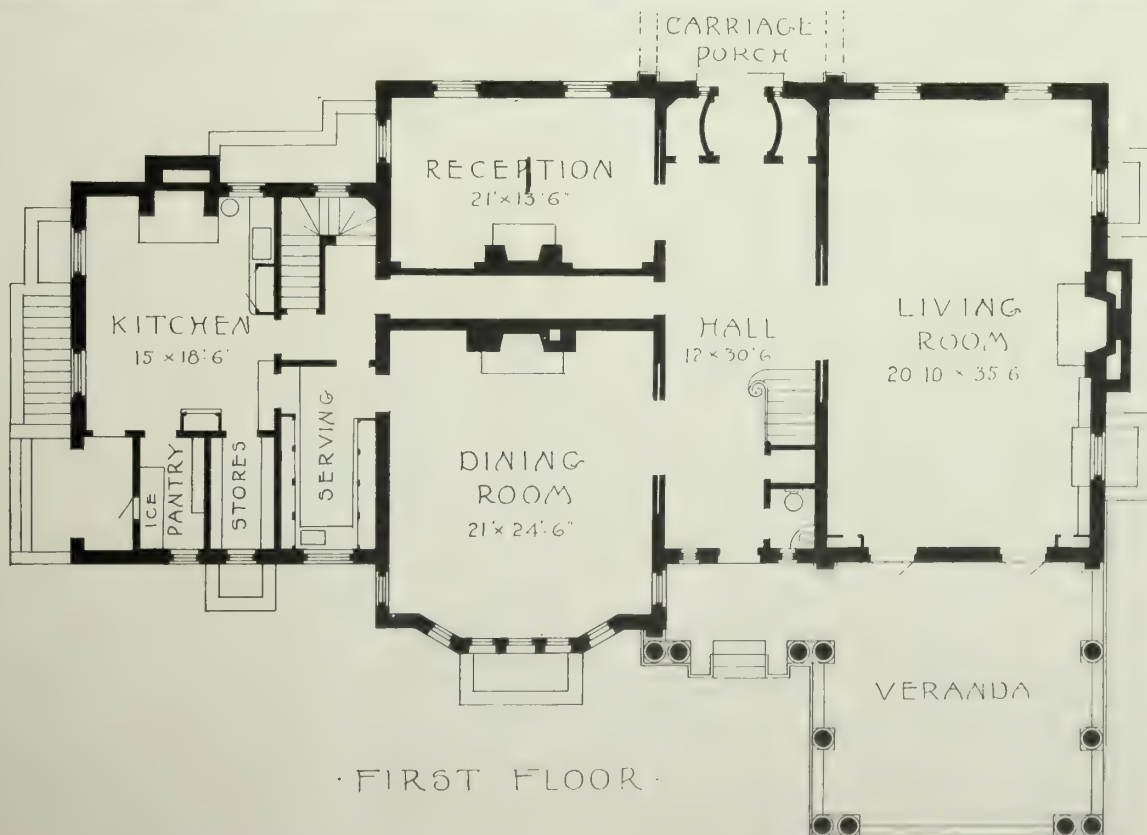 CARRIAGE
PORCH
RECEPTION
21'×13'6"
KITCHEN
15 × 18'6"
HALL
12 × 30'6
LIVING
ROOM
20 10 × 35 6
DINING
ROOM
21'× 24'-6"
SERVING
STORES
PANTRY
ICE
VERANDA
· FIRST FLOOR ·